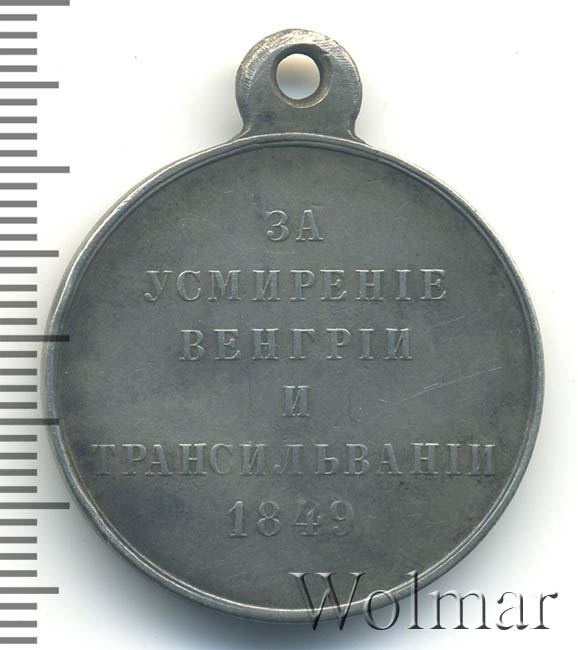 ЗА
УСМИРЕНІЕ
ВЕНГРІИ
И
ТРАНСИЛЬВАНІИ
1849
Wolmar